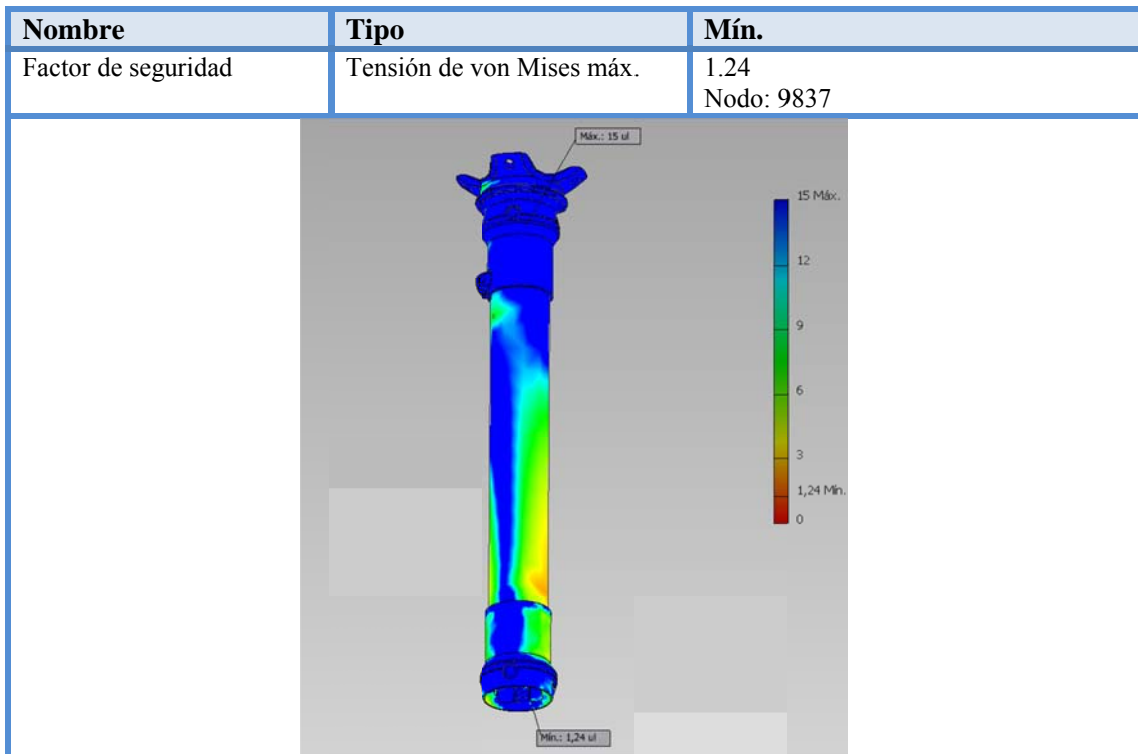 Nombre Tipo Mín.
Factor de seguridad Tensión de von Mises máx. 1.24
Nodo: 9837
Máx.: 15 ul
15 Máx.
12
9
6
3
1,24 Mín.
0
Mín.: 1,24 ul